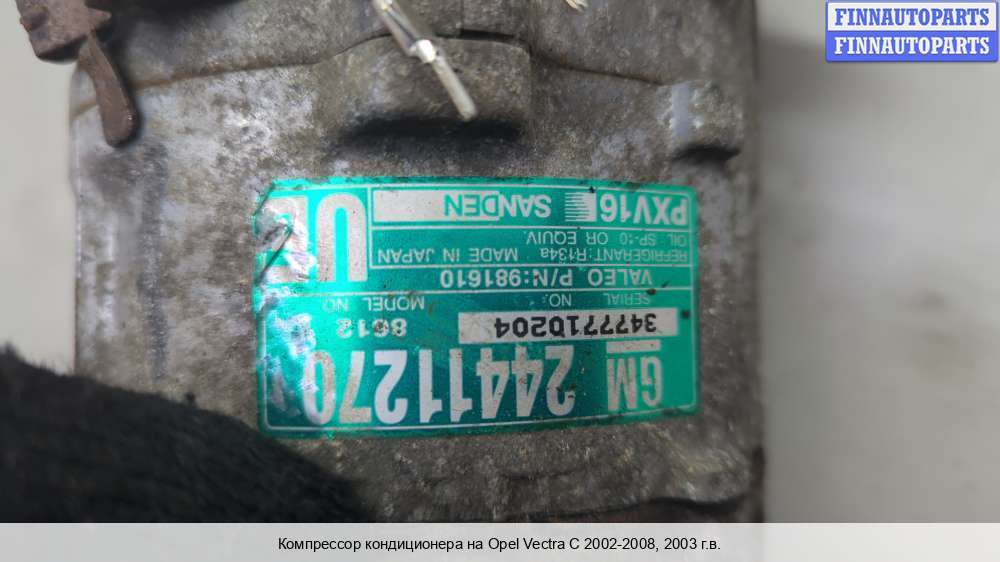 FINNAUTOPARTS
FINNAUTOPARTS
GM 24411270
SERIAL NO. MODEL NO.
3477710204 8612
VALEO P/N:981610
REFRIGERANT:R134a MADE IN JAPAN
OIL SP-10 OR EQUIV.
PXV16 SANDEN
Компрессор кондиционера на Opel Vectra C 2002-2008, 2003 г.в.